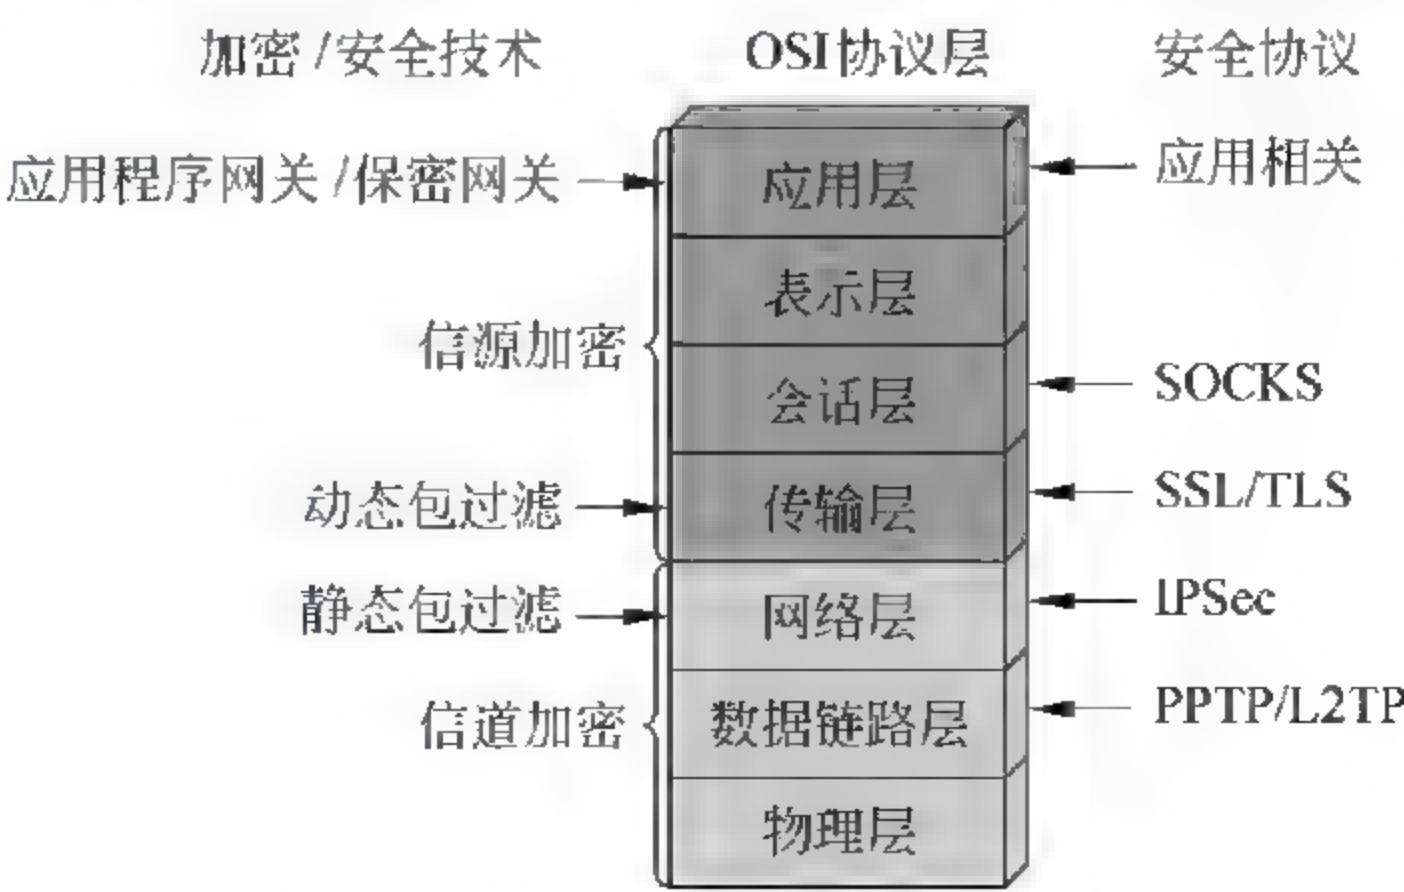 加密/安全技术 OSI协议层 安全协议
应用程序网关/保密网关 应用层 应用相关
表示层
信源加密
会话层 SOCKS
动态包过滤 传输层 SSL/TLS
静态包过滤 网络层 IPSec
信道加密 数据链路层 PPTP/L2TP
物理层